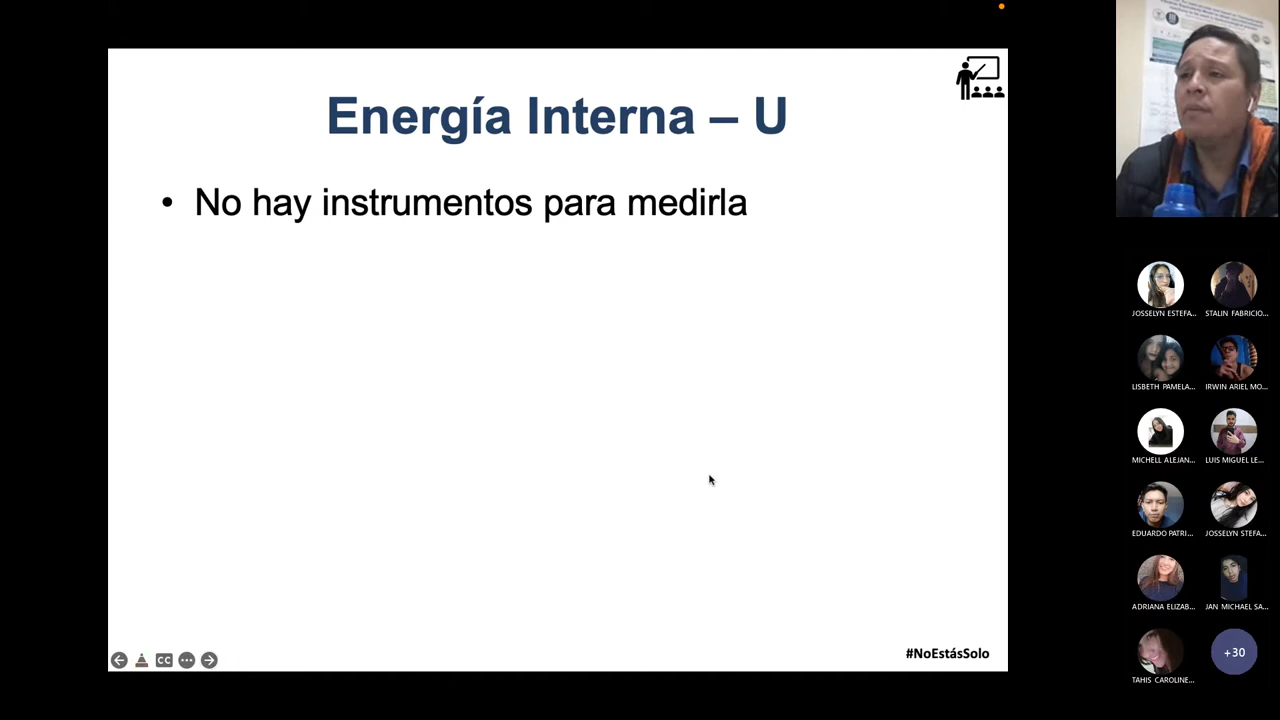 Energía Interna – U
• No hay instrumentos para medirla
#NoEstásSolo
CC
JOSSELYN ESTEFA...
STALIN FABRICIO...
LISBETH PAMELA...
IRWIN ARIEL MO...
MICHELL ALEJAN...
LUIS MIGUEL LE...
EDUARDO PATRI...
JOSSELYN STEFA...
ADRIANA ELIZAB...
JAN MICHAEL SA...
TAHIS CAROLINE...
+30